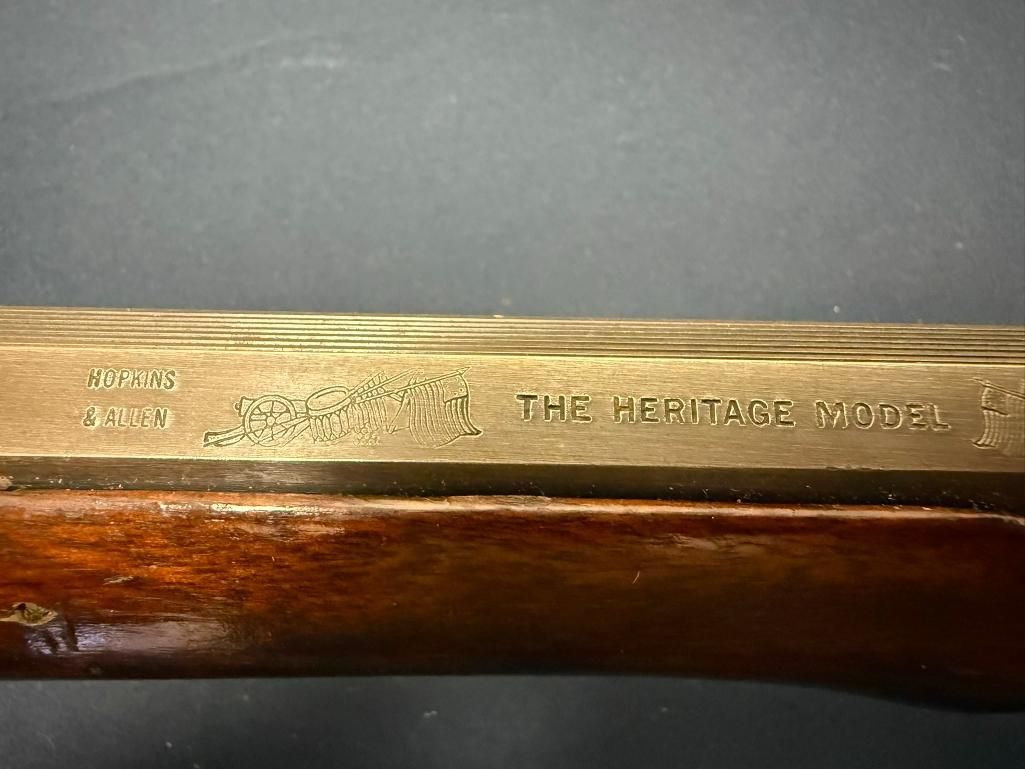 HOPKINS
& ALLEN
THE HERITAGE MODEL